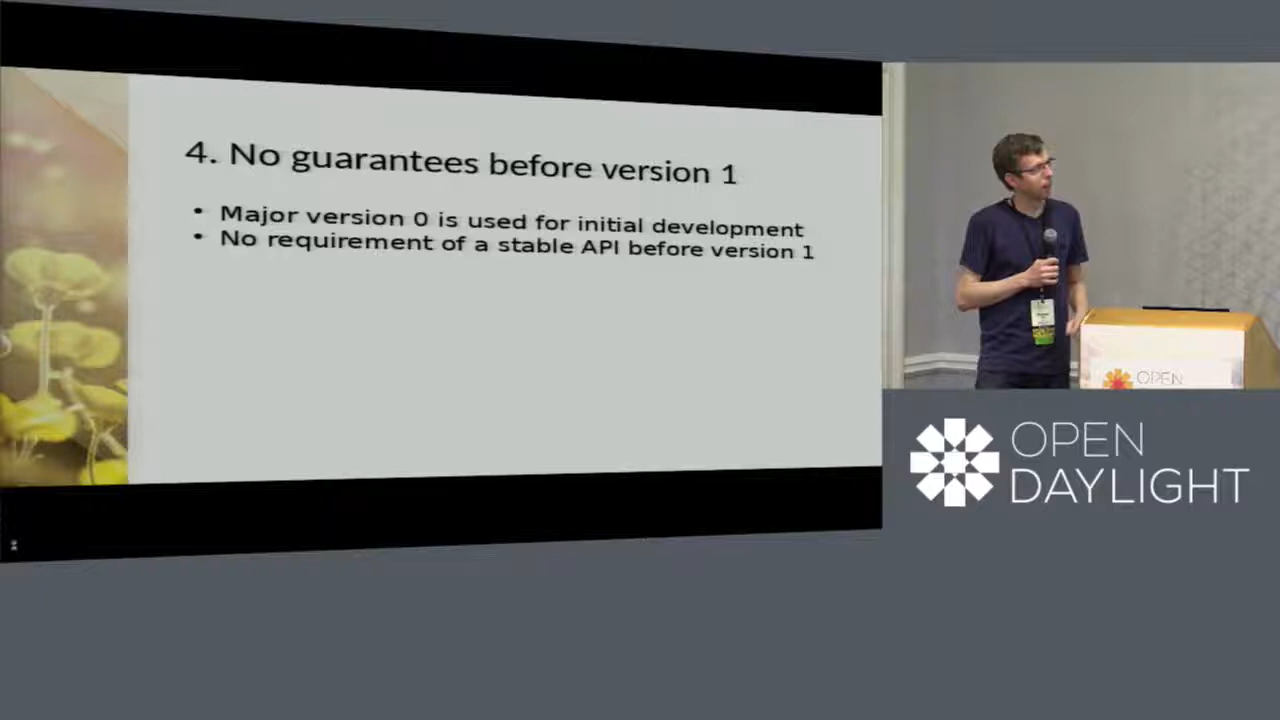 4. No guarantees before version 1
• Major version 0 is used for initial development
• No requirement of a stable API before version 1
OPEN
OPEN
DAYLIGHT